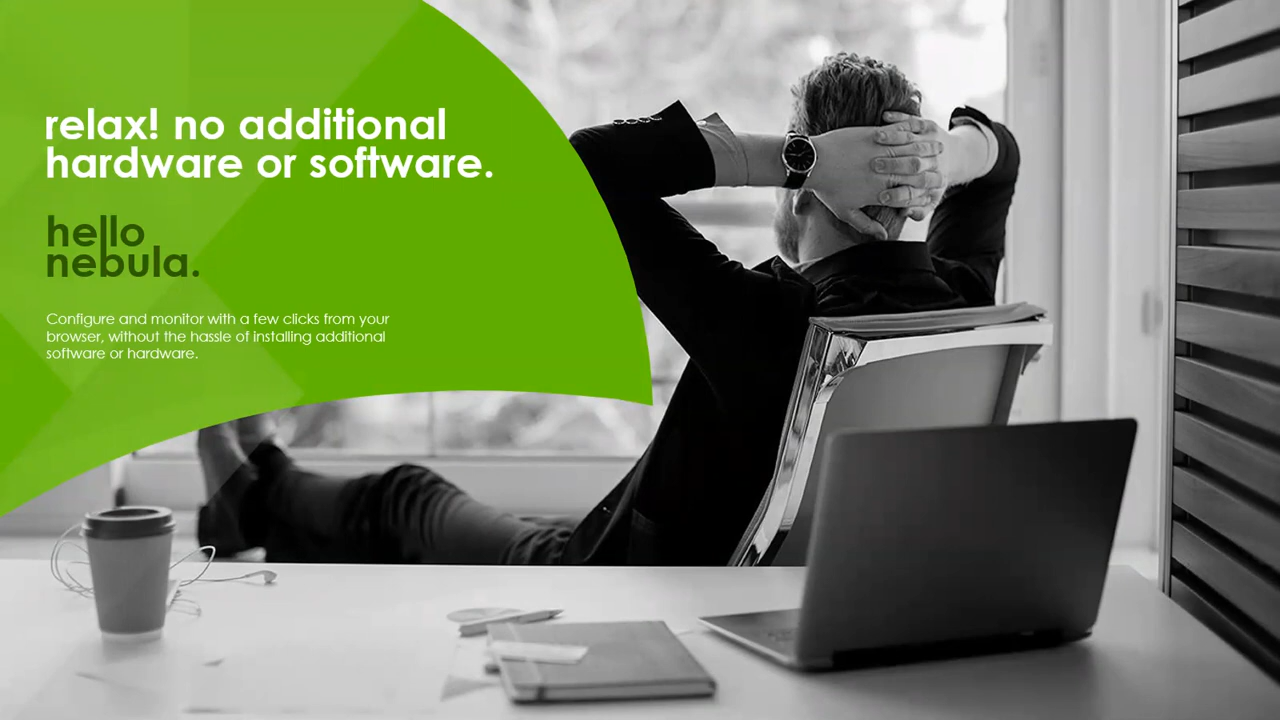 relax! no additional
hardware or software.
hello
nebula.
Configure and monitor with a few clicks from your
browser, without the hassle of installing additional
software or hardware.